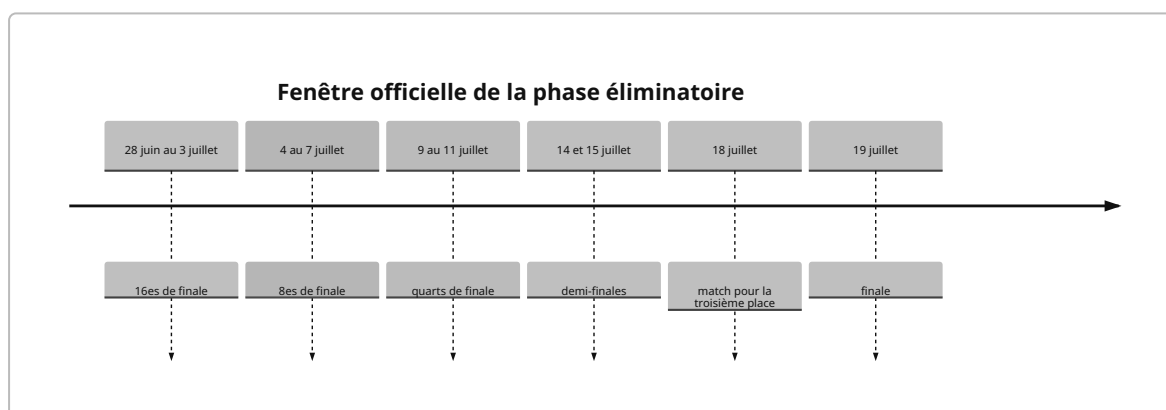 Fenêtre officielle de la phase éliminatoire
28 juin au 3 juillet
4 au 7 juillet
9 au 11 juillet
14 et 15 juillet
18 juillet
19 juillet
16es de finale
8es de finale
quarts de finale
demi-finales
match pour la
troisième place
finale